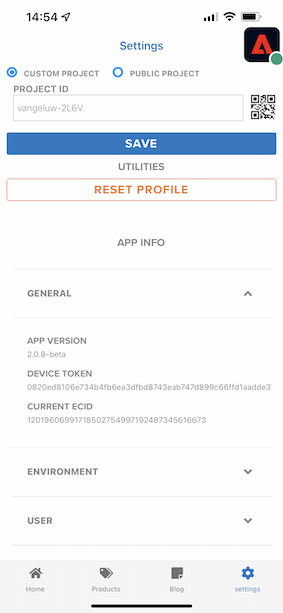 14:54
Settings
CUSTOM PROJECT PUBLIC PROJECT
PROJECT ID
vangeluw-2L6V
SAVE
UTILITIES
RESET PROFILE
APP INFO
GENERAL
APP VERSION
2.0.8-beta
DEVICE TOKEN
0820ed8106e734b4fb6ea3dfbd8743eab747d899c66ffd1aadde3
CURRENT ECID
12019606991718502754997192487345616673
ENVIRONMENT
USER
Home Products Blog settings